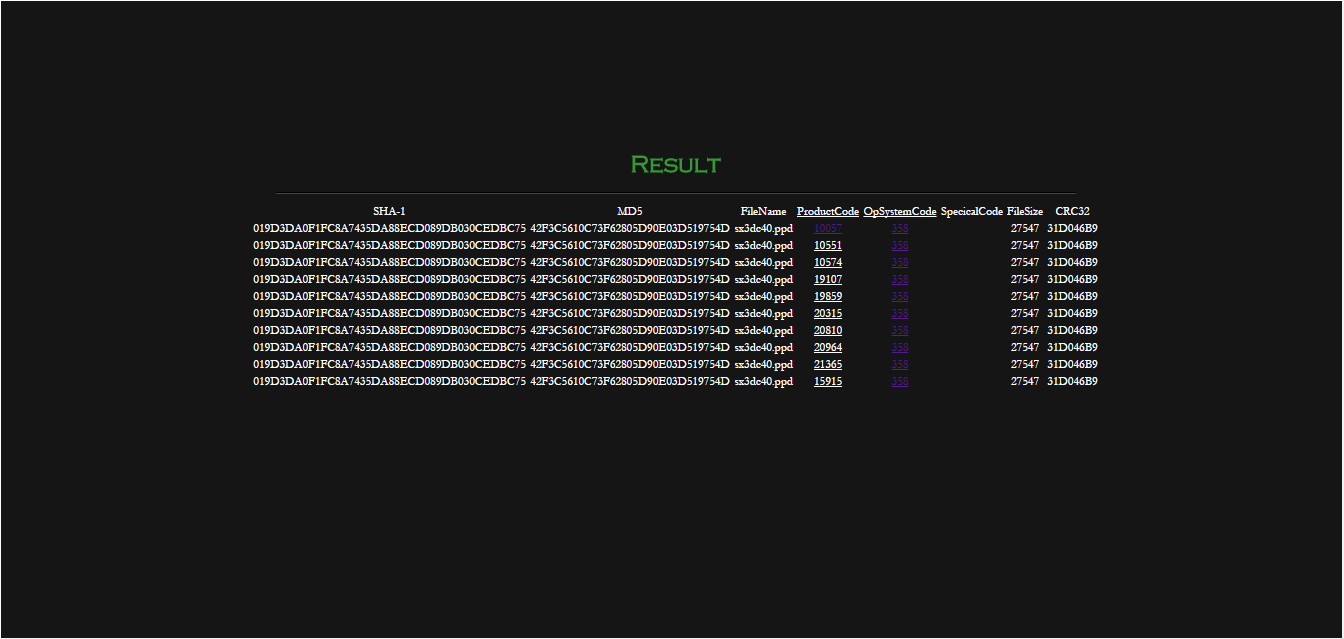 Result
SHA-1 MD5 FileName ProductCode OpSystemCode SpecicalCode FileSize CRC32
019D3DA0F1FC8A7435DA88ECD089DB030CEDBC75 42F3C5610C73F62805D90E03D519754D sx3dc40.ppd 10057 358 27547 31D046B9
019D3DA0F1FC8A7435DA88ECD089DB030CEDBC75 42F3C5610C73F62805D90E03D519754D sx3dc40.ppd 10551 358 27547 31D046B9
019D3DA0F1FC8A7435DA88ECD089DB030CEDBC75 42F3C5610C73F62805D90E03D519754D sx3dc40.ppd 10574 358 27547 31D046B9
019D3DA0F1FC8A7435DA88ECD089DB030CEDBC75 42F3C5610C73F62805D90E03D519754D sx3dc40.ppd 19107 358 27547 31D046B9
019D3DA0F1FC8A7435DA88ECD089DB030CEDBC75 42F3C5610C73F62805D90E03D519754D sx3dc40.ppd 19859 358 27547 31D046B9
019D3DA0F1FC8A7435DA88ECD089DB030CEDBC75 42F3C5610C73F62805D90E03D519754D sx3dc40.ppd 20315 358 27547 31D046B9
019D3DA0F1FC8A7435DA88ECD089DB030CEDBC75 42F3C5610C73F62805D90E03D519754D sx3dc40.ppd 20810 358 27547 31D046B9
019D3DA0F1FC8A7435DA88ECD089DB030CEDBC75 42F3C5610C73F62805D90E03D519754D sx3dc40.ppd 20964 358 27547 31D046B9
019D3DA0F1FC8A7435DA88ECD089DB030CEDBC75 42F3C5610C73F62805D90E03D519754D sx3dc40.ppd 21365 358 27547 31D046B9
019D3DA0F1FC8A7435DA88ECD089DB030CEDBC75 42F3C5610C73F62805D90E03D519754D sx3dc40.ppd 15915 358 27547 31D046B9